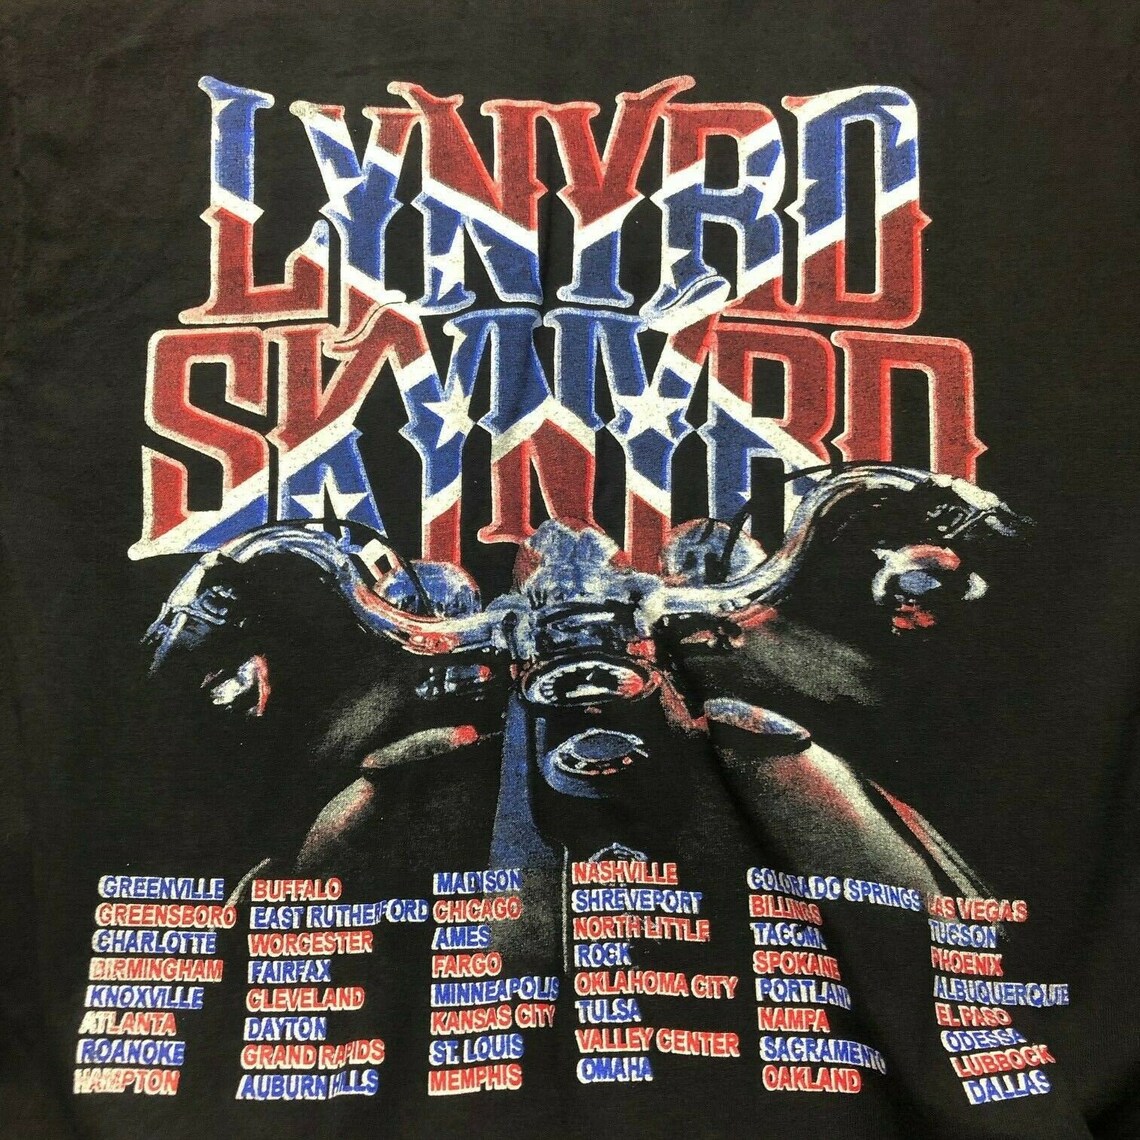 LYNYRD
SKYNYRD
GREENVILLE
GREENSBORO
CHARLOTTE
BIRMINGHAM
KNOXVILLE
ATLANTA
ROANOKE
HAMPTON
BUFFALO
EAST RUTHERFORD
WORCESTER
FAIRFAX
CLEVELAND
DAYTON
GRAND RAPIDS
AUBURN HILLS
MADISON
CHICAGO
AMES
FARGO
MINNEAPOLIS
KANSAS CITY
ST. LOUIS
MEMPHIS
NASHVILLE
SHREVEPORT
NORTH LITTLE
ROCK
OKLAHOMA CITY
TULSA
VALLEY CENTER
OMAHA
COLORADO SPRINGS
BILLINGS
TACOMA
SPOKANE
PORTLAND
NAMPA
SACRAMENTO
OAKLAND
LAS VEGAS
TUCSON
PHOENIX
ALBUQUERQUE
EL PASO
ODESSA
LUBBOCK
DALLAS